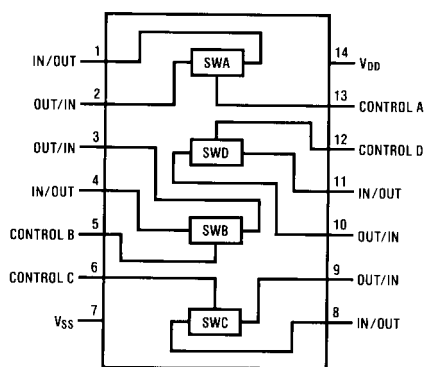 1
IN/OUT
SWA
14
VDD
2
OUT/IN
13
CONTROL A
3
OUT/IN
SWD
12
CONTROL D
4
IN/OUT
11
IN/OUT
5
CONTROL B
SWB
10
OUT/IN
6
CONTROL C
9
OUT/IN
7
VSS
SWC
8
IN/OUT